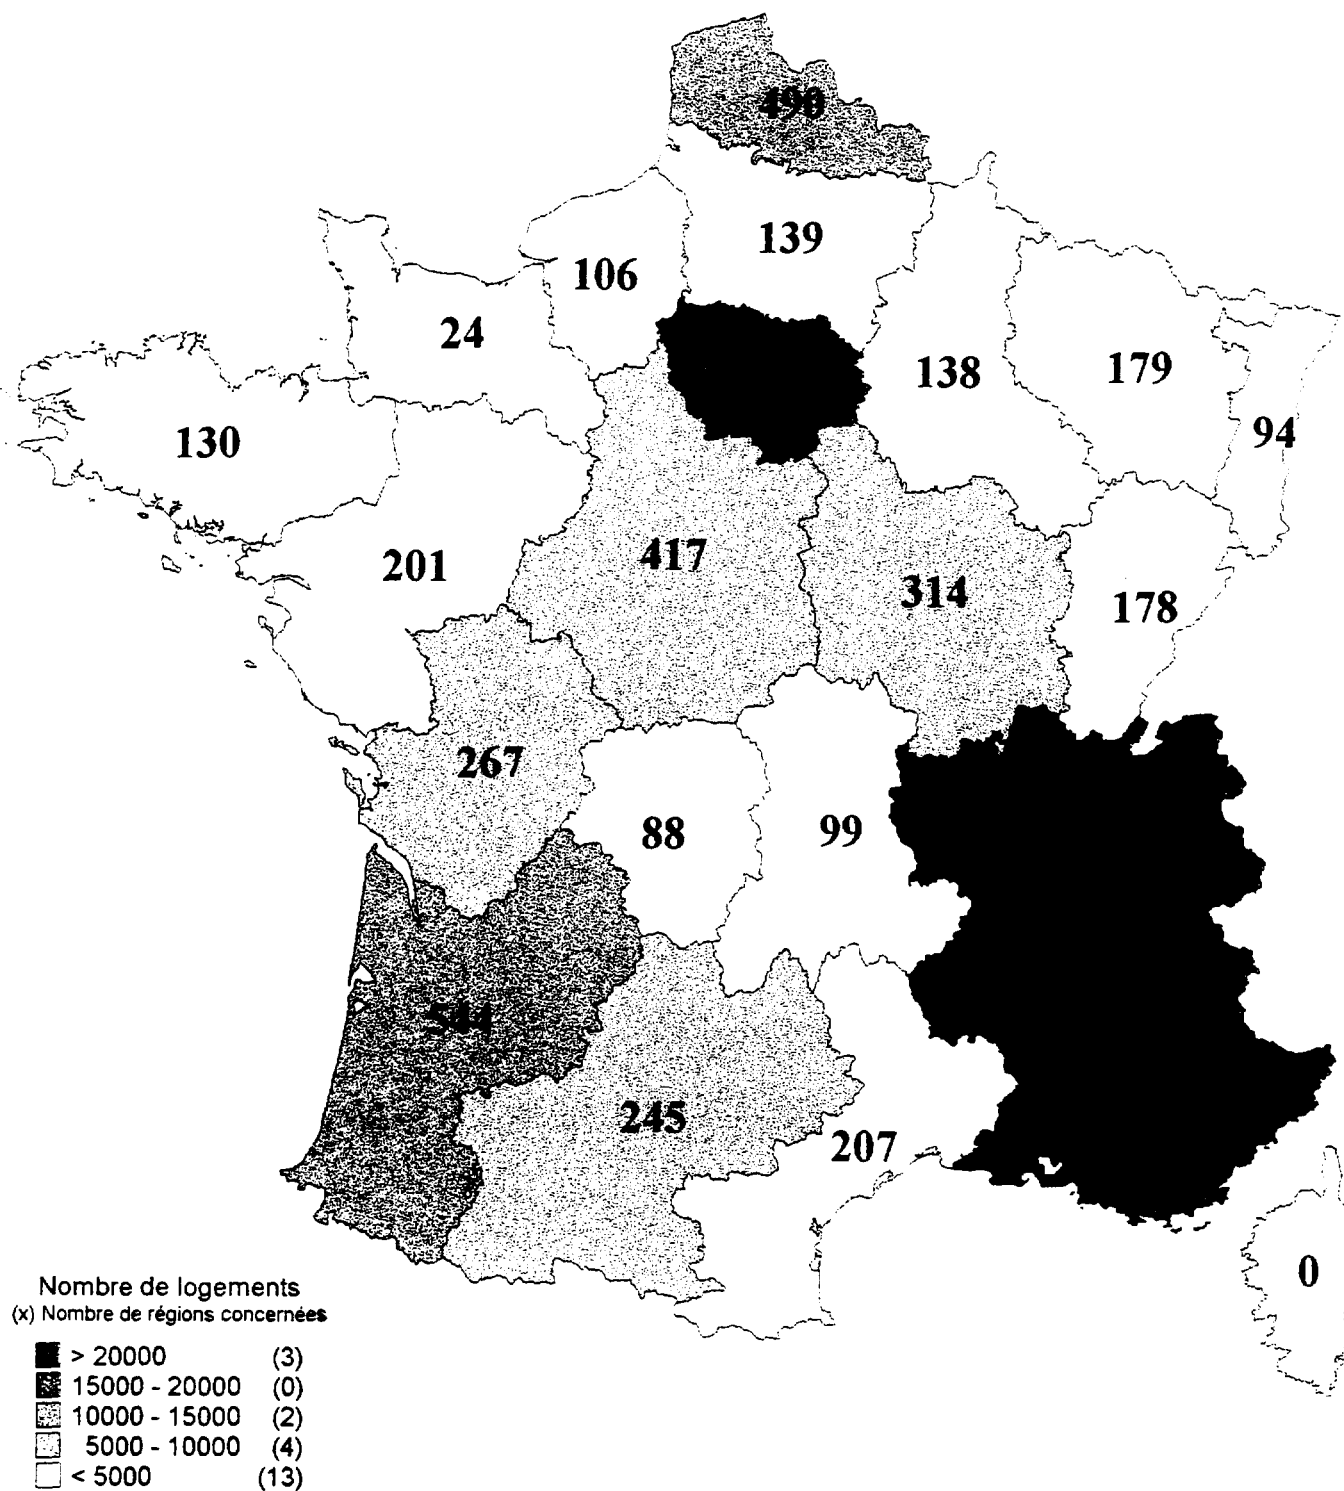 490
139
106
24
138
179
94
130
201
417
314
178
267
88
99
544
245
207
0
Nombre de logements
(x) Nombre de régions concernées
> 20000 (3)
15000 - 20000 (0)
10000 - 15000 (2)
5000 - 10000 (4)
< 5000 (13)